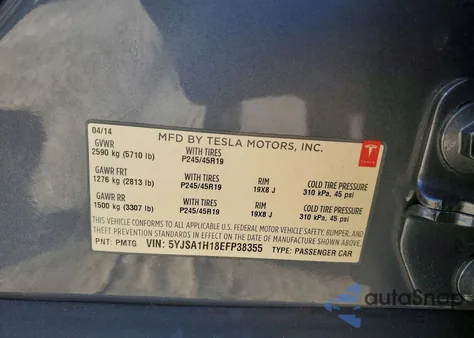 04/14 MFD BY TESLA MOTORS, INC.
GVWR WITH TIRES
2590 kg (5710 lb) P245/45R19
GAWR FRT WITH TIRES RIM COLD TIRE PRESSURE
1276 kg (2813 lb) P245/45R19 19X8 J 310 kPa, 45 psi
GAWR RR WITH TIRES RIM COLD TIRE PRESSURE
1500 kg (3307 lb) P245/45R19 19X8 J 310 kPa, 45 psi
THIS VEHICLE CONFORMS TO ALL APPLICABLE U.S. FEDERAL MOTOR VEHICLE SAFETY, BUMPER, AND
THEFT PREVENTION STANDARDS IN EFFECT ON THE DATE OF MANUFACTURE SHOWN ABOVE.
PNT: PMTG VIN: 5YJSA1H18EFP38355 TYPE: PASSENGER CAR
TESLA
autoSnap